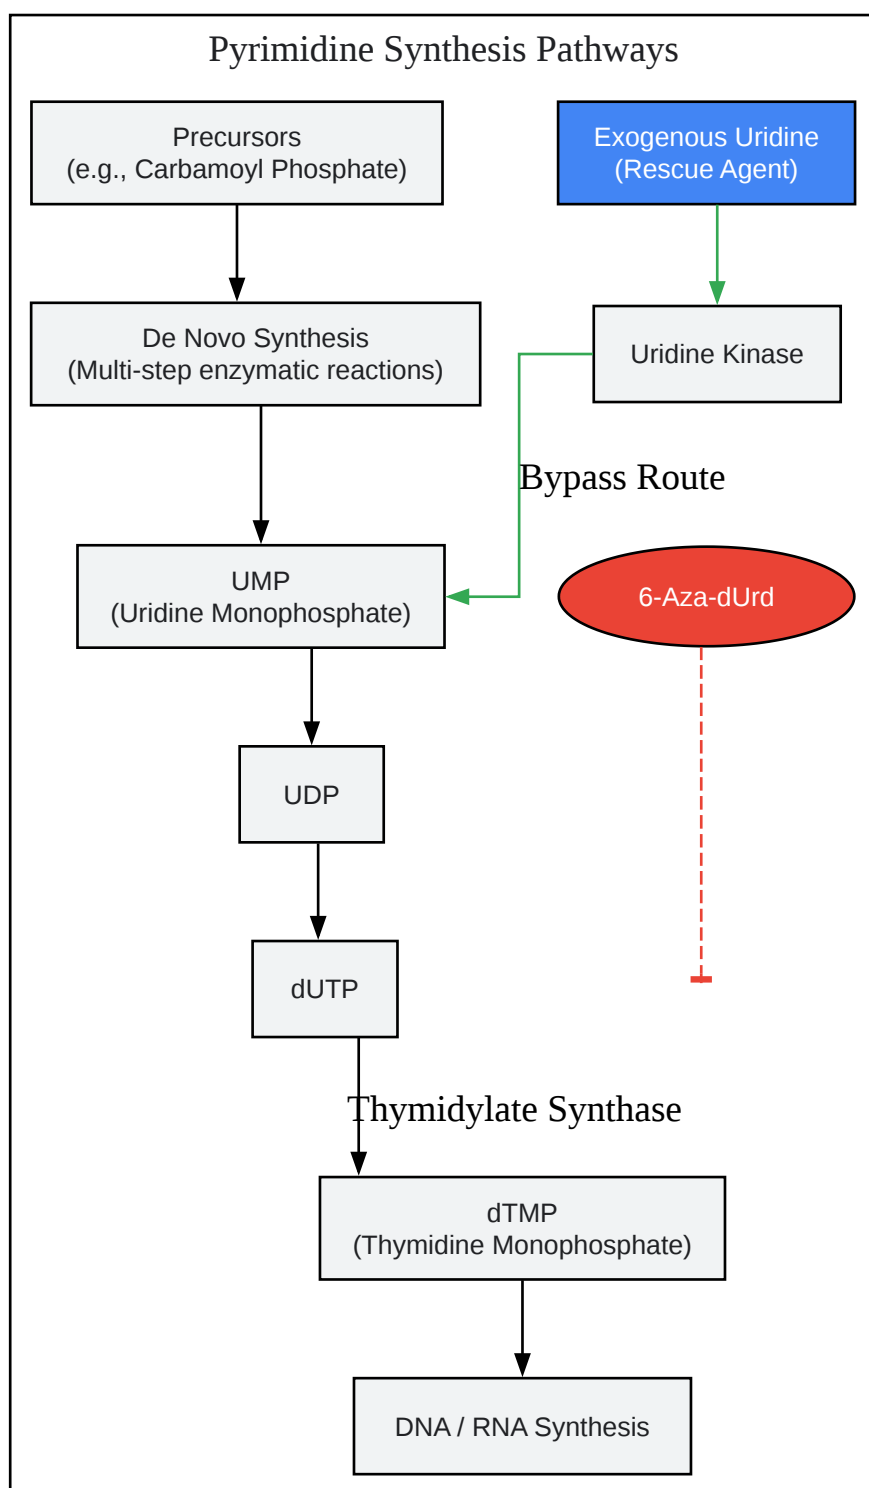 Pyrimidine Synthesis Pathways
Precursors
(e.g., Carbamoyl Phosphate)
Exogenous Uridine
(Rescue Agent)
De Novo Synthesis
(Multi-step enzymatic reactions)
Uridine Kinase
Bypass Route
UMP
(Uridine Monophosphate)
6-Aza-dUrd
UDP
dUTP
Thymidylate Synthase
dTMP
(Thymidine Monophosphate)
DNA / RNA Synthesis